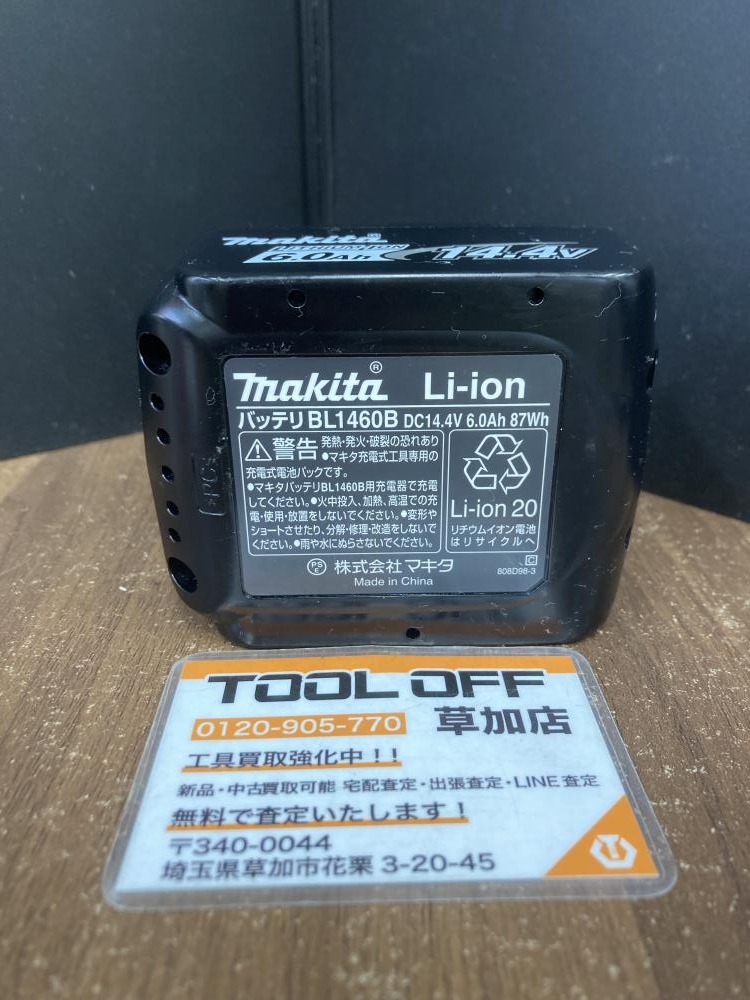 makita®
LITHIUM-ION
6.0Ah 14.4V
makita® Li-ion
バッテリ BL1460B DC14.4V 6.0Ah 87Wh
警告 発熱・発火・破裂の恐れあり
●マキタ充電式工具専用の
充電式電池パックです。
●マキタバッテリBL1460B用充電器で充電
してください。●火中投入、加熱、高温での充
電・使用・放置をしないでください。●変形や
ショートさせたり、分解・修理・改造をしないで
ください。●雨や水にぬらさないでください。
Li-ion 20
リチウムイオン電池
はリサイクルへ
PSE 株式会社 マキタ
Made in China
C
808D98-3
TOOL OFF
0120-905-770 草加店
工具買取強化中!!
新品・中古買取可能 宅配査定・出張査定・LINE査定
無料で査定いたします!
〒340-0044
埼玉県草加市花栗 3-20-45